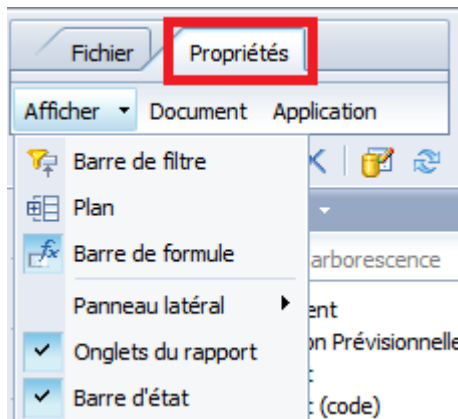 Fichier Propriétés
Afficher Document Application
Barre de filtre
Plan
Barre de formule
arborescence
Panneau latéral
ent
Onglets du rapport
on Prévisionnelle
Barre d'état
t (code)